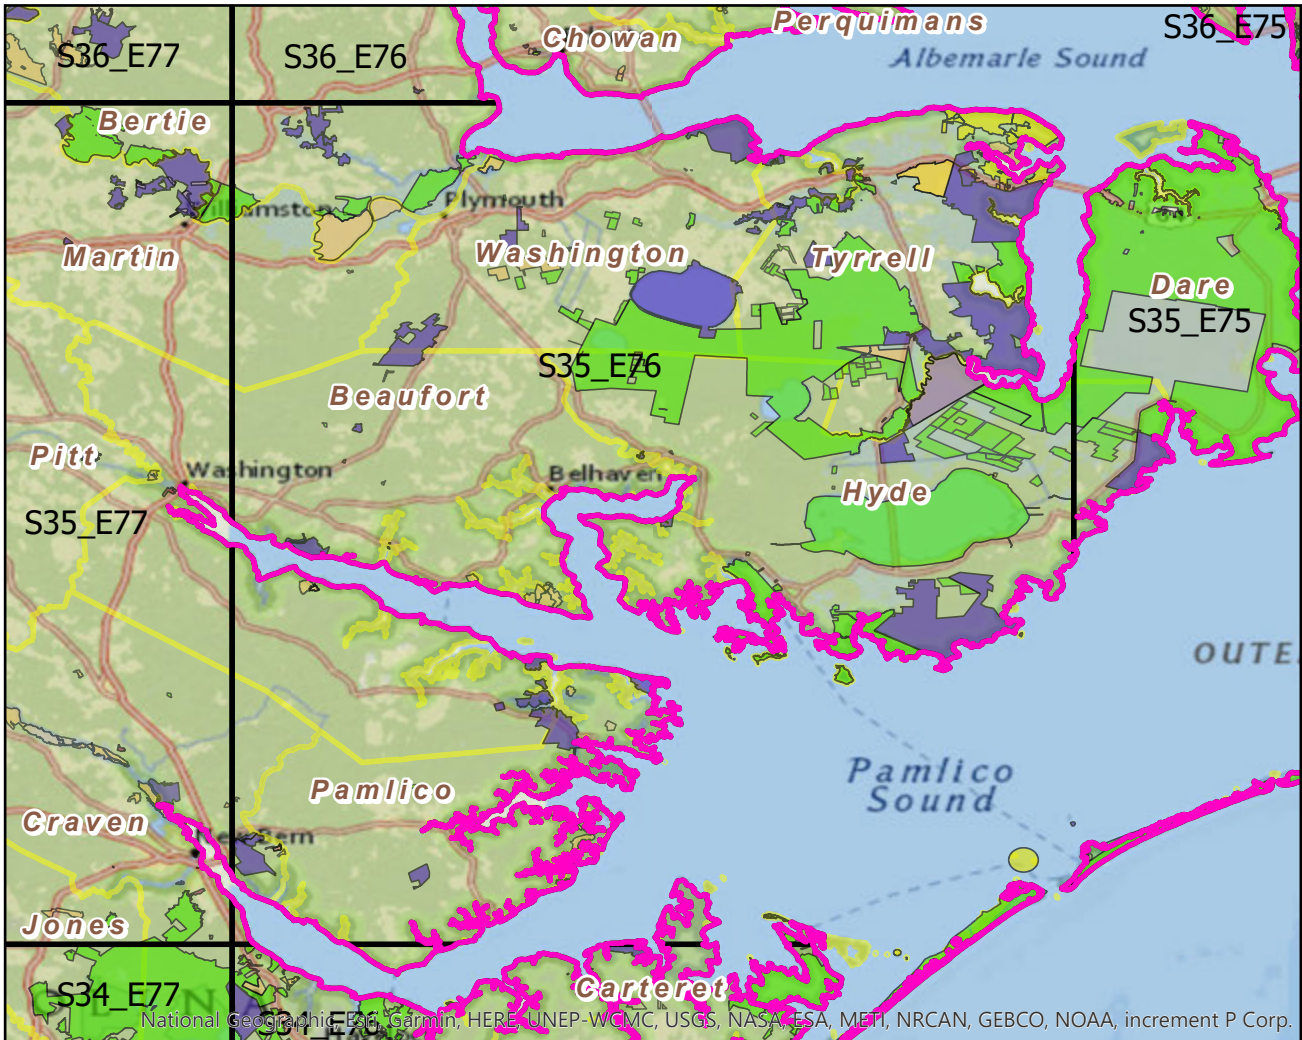 Perquimans
S36_E75
Chowan
S36_E77
S36_E76
Albemarle Sound
Bertie
Plymouth
Martin
Washington
Tyrrell
Dare
S35_E75
S35_E76
Beaufort
Pitt
Washington
Belhaven
Hyde
S35_E77
OUTE
Pamlico
Sound
Pamlico
Craven
New Bern
Jones
Carteret
S34_E77
National Geographic, Esri, Garmin, HERE, UNEP-WCMC, USGS, NASA, ESA, METI, NRCAN, GEBCO, NOAA, increment P Corp.